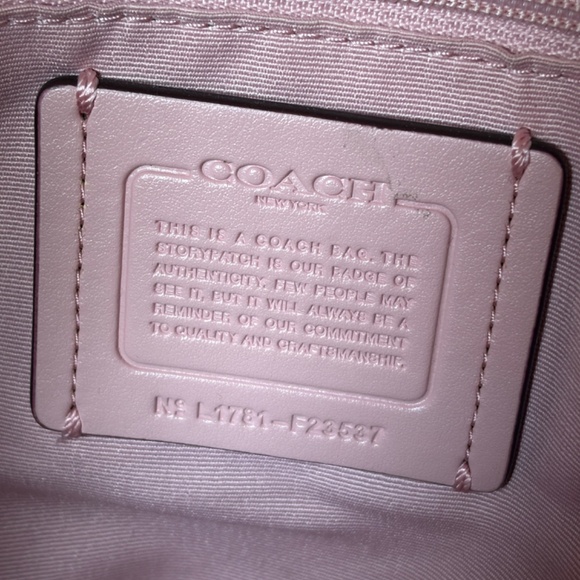 COACH
NEW YORK
THIS IS A COACH BAG. THE
STORYPATCH IS OUR BADGE OF
AUTHENTICITY. FEW PEOPLE MAY
SEE IT, BUT IT WILL ALWAYS BE A
REMINDER OF OUR COMMITMENT
TO QUALITY AND CRAFTSMANSHIP.
Nº L1781-F23537